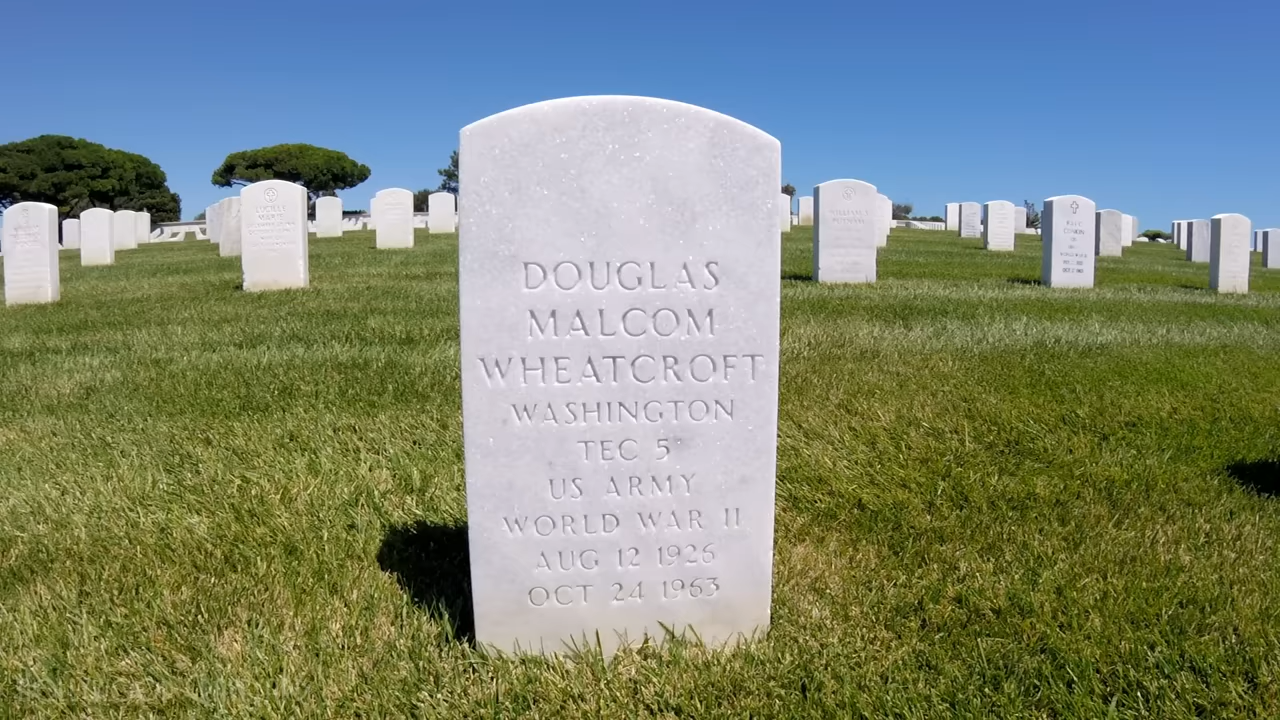 DOUGLAS
MALCOM
WHEATCROFT
WASHINGTON
TEC 5
US ARMY
WORLD WAR II
AUG 12 1926
OCT 24 1963